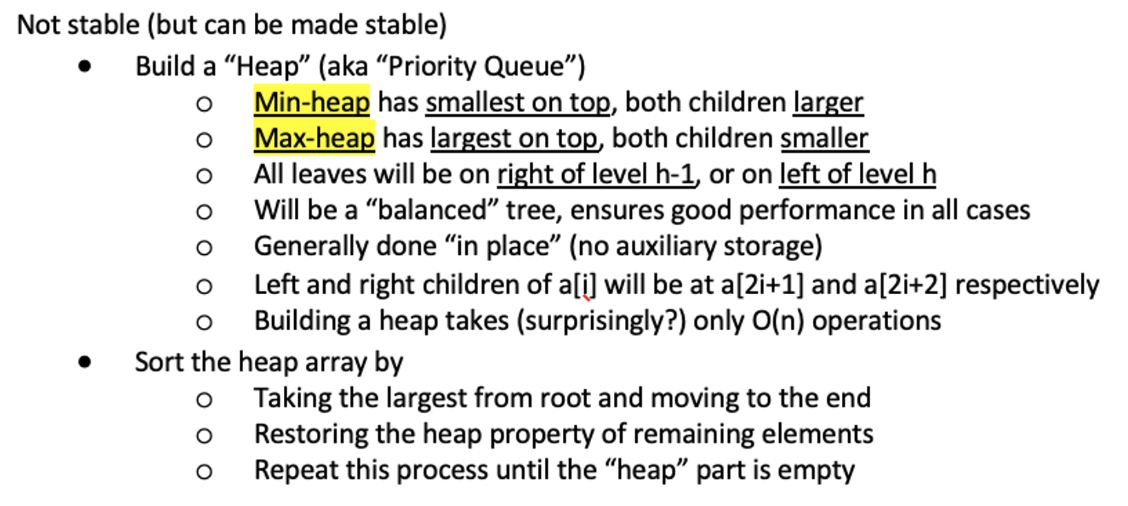 Not stable (but can be made stable)
● Build a “Heap” (aka “Priority Queue”)
○ Min-heap has smallest on top, both children larger
○ Max-heap has largest on top, both children smaller
○ All leaves will be on right of level h-1, or on left of level h
○ Will be a “balanced” tree, ensures good performance in all cases
○ Generally done “in place” (no auxiliary storage)
○ Left and right children of a[i] will be at a[2i+1] and a[2i+2] respectively
○ Building a heap takes (surprisingly?) only O(n) operations
● Sort the heap array by
○ Taking the largest from root and moving to the end
○ Restoring the heap property of remaining elements
○ Repeat this process until the “heap” part is empty